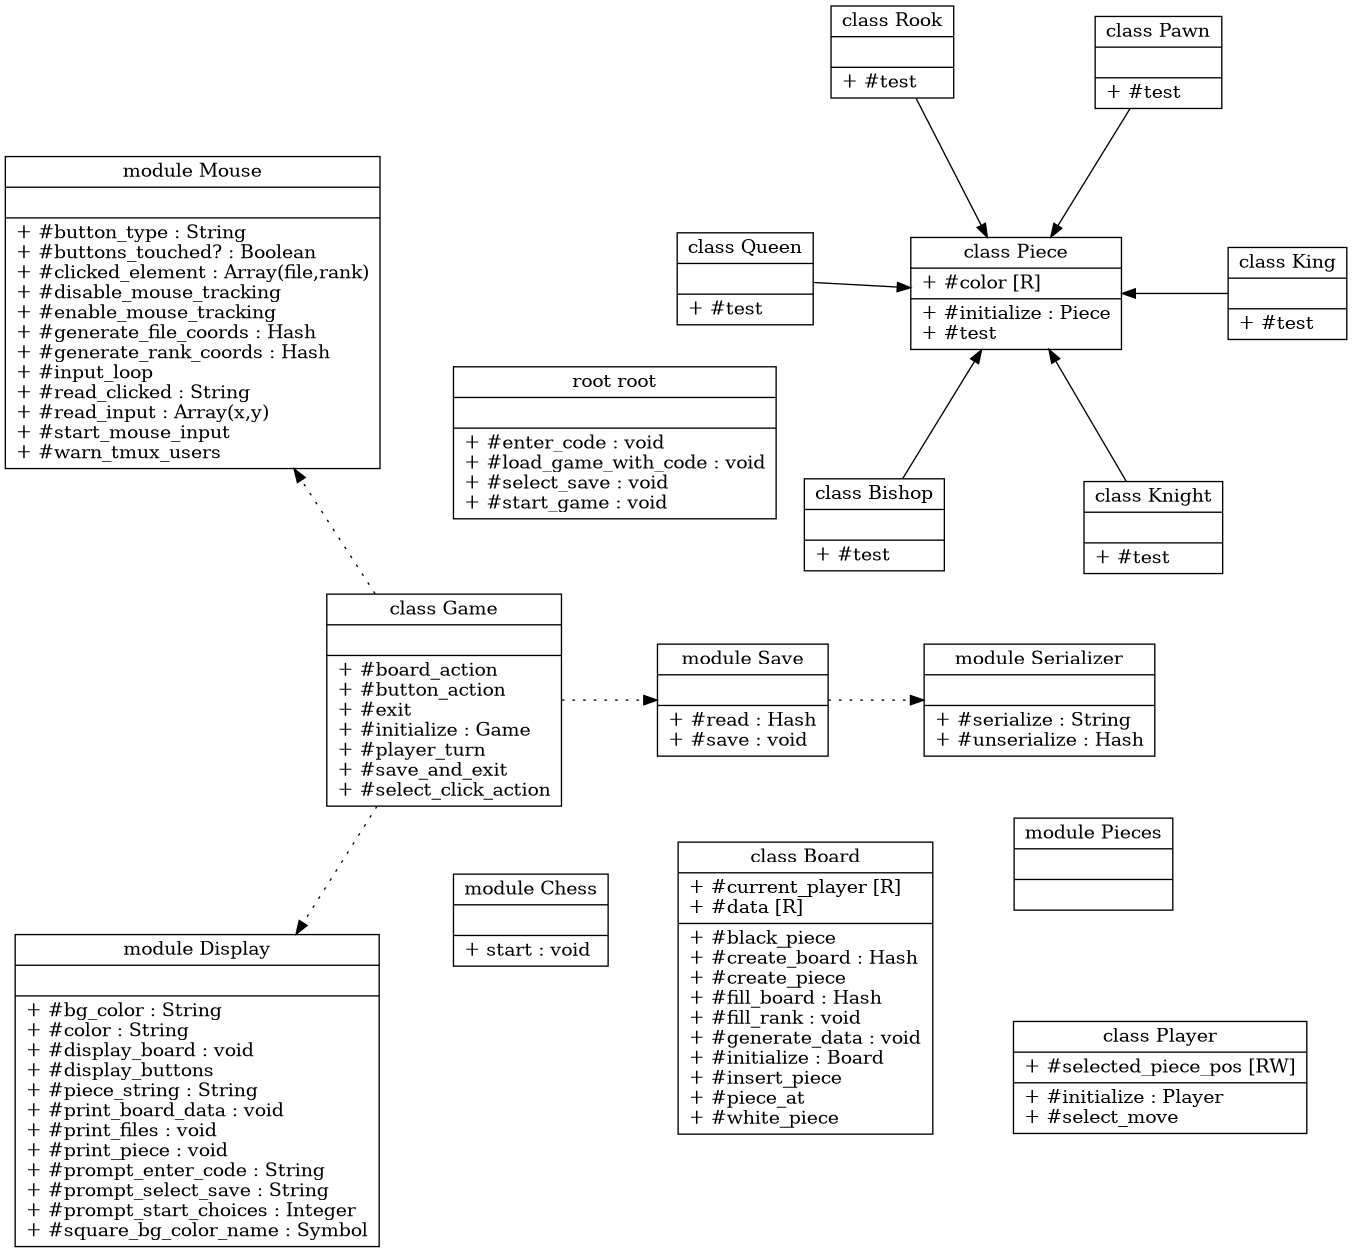 class Rook
+ #test
class Pawn
+ #test
module Mouse
+ #button_type : String
+ #buttons_touched? : Boolean
+ #clicked_element : Array(file,rank)
+ #disable_mouse_tracking
+ #enable_mouse_tracking
+ #generate_file_coords : Hash
+ #generate_rank_coords : Hash
+ #input_loop
+ #read_clicked : String
+ #read_input : Array(x,y)
+ #start_mouse_input
+ #warn_tmux_users
class Queen
+ #test
class Piece
+ #color [R]
+ #initialize : Piece
+ #test
class King
+ #test
root root
+ #enter_code : void
+ #load_game_with_code : void
+ #select_save : void
+ #start_game : void
class Bishop
+ #test
class Knight
+ #test
class Game
+ #board_action
+ #button_action
+ #exit
+ #initialize : Game
+ #player_turn
+ #save_and_exit
+ #select_click_action
module Save
+ #read : Hash
+ #save : void
module Serializer
+ #serialize : String
+ #unserialize : Hash
module Pieces
class Board
+ #current_player [R]
+ #data [R]
+ #black_piece
+ #create_board : Hash
+ #create_piece
+ #fill_board : Hash
+ #fill_rank : void
+ #generate_data : void
+ #initialize : Board
+ #insert_piece
+ #piece_at
+ #white_piece
module Chess
+ start : void
module Display
+ #bg_color : String
+ #color : String
+ #display_board : void
+ #display_buttons
+ #piece_string : String
+ #print_board_data : void
+ #print_files : void
+ #print_piece : void
+ #prompt_enter_code : String
+ #prompt_select_save : String
+ #prompt_start_choices : Integer
+ #square_bg_color_name : Symbol
class Player
+ #selected_piece_pos [RW]
+ #initialize : Player
+ #select_move